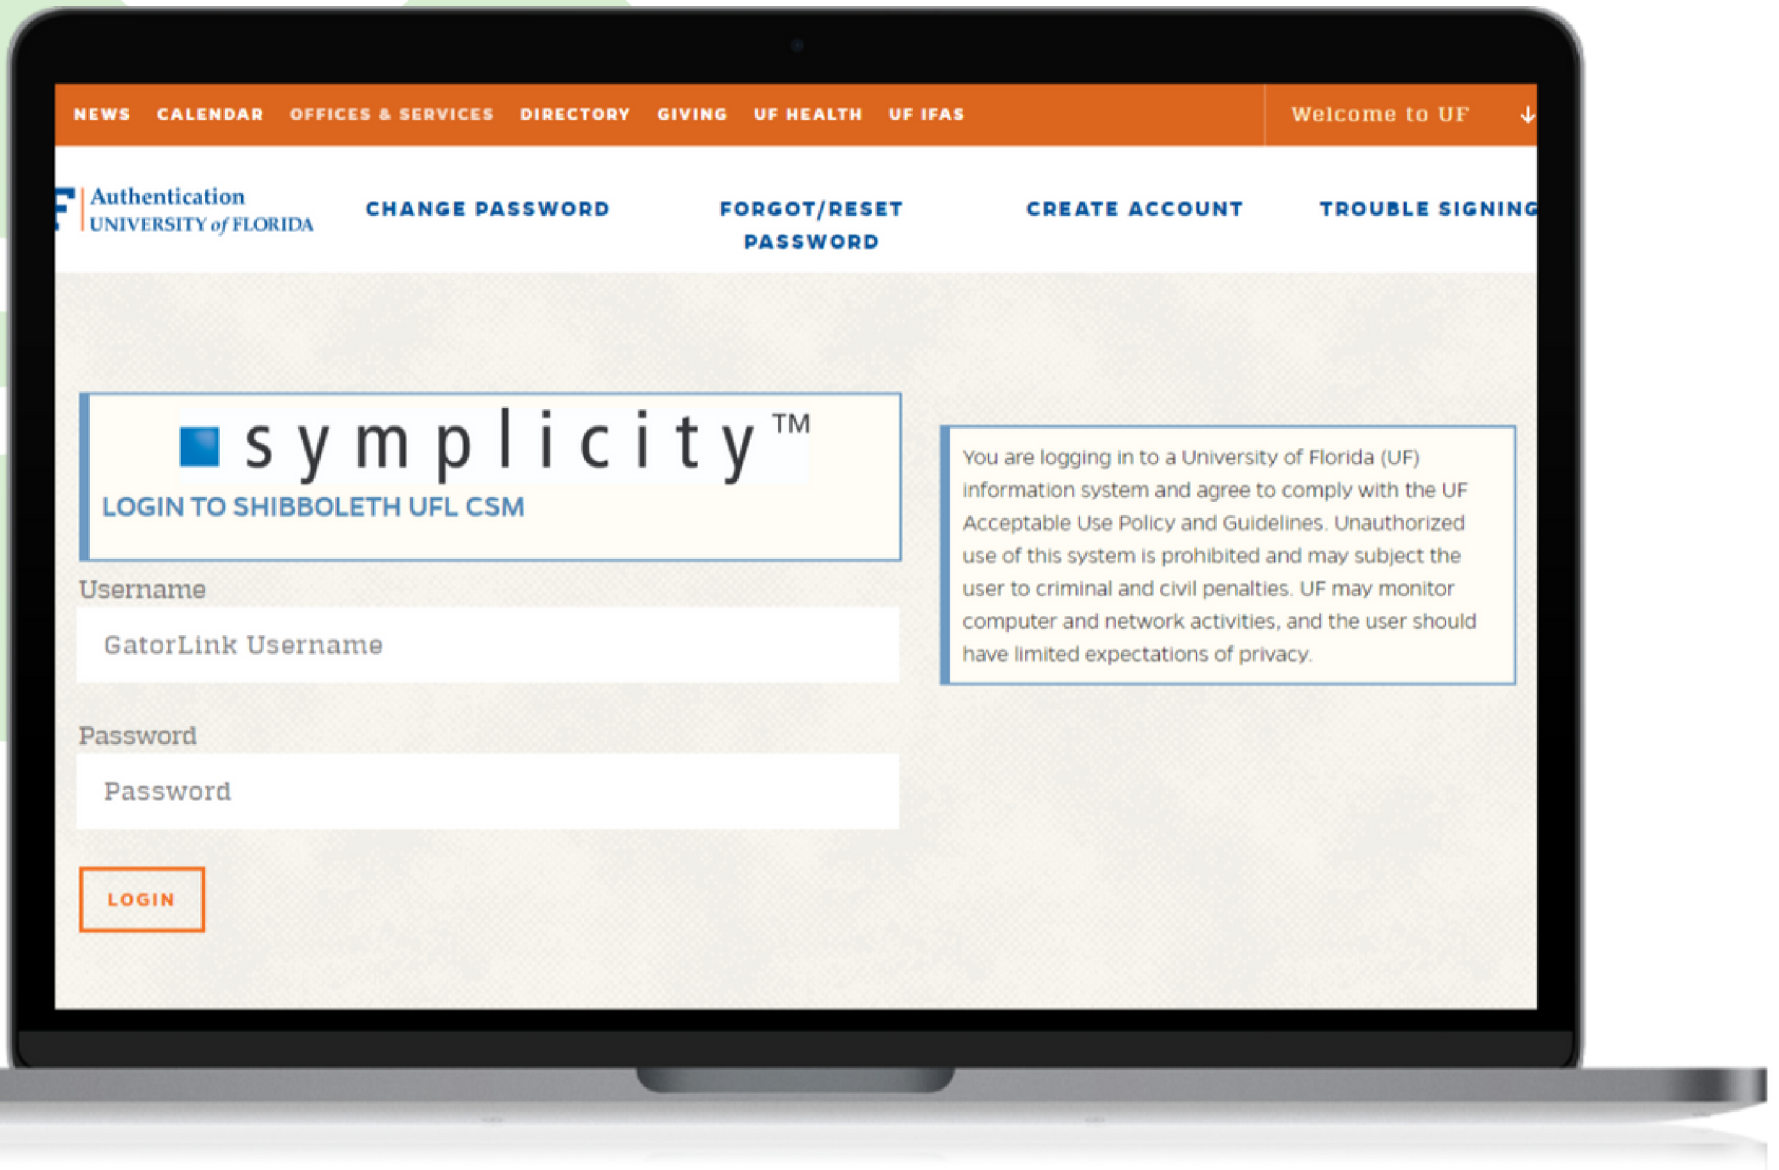 NEWS CALENDAR OFFICES & SERVICES DIRECTORY GIVING UF HEALTH UF IFAS Welcome to UF
Authentication
UNIVERSITY of FLORIDA
CHANGE PASSWORD
FORGOT/RESET
PASSWORD
CREATE ACCOUNT
TROUBLE SIGNING
symplicity™
LOGIN TO SHIBBOLETH UFL CSM
Username
GatorLink Username
Password
Password
LOGIN
You are logging in to a University of Florida (UF)
information system and agree to comply with the UF
Acceptable Use Policy and Guidelines. Unauthorized
use of this system is prohibited and may subject the
user to criminal and civil penalties. UF may monitor
computer and network activities, and the user should
have limited expectations of privacy.